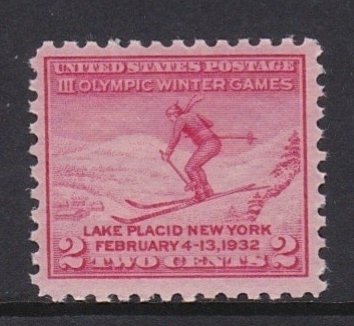 UNITED STATES POSTAGE
III OLYMPIC WINTER GAMES
LAKE PLACID NEW YORK
FEBRUARY 4-13, 1932
2 TWO CENTS 2